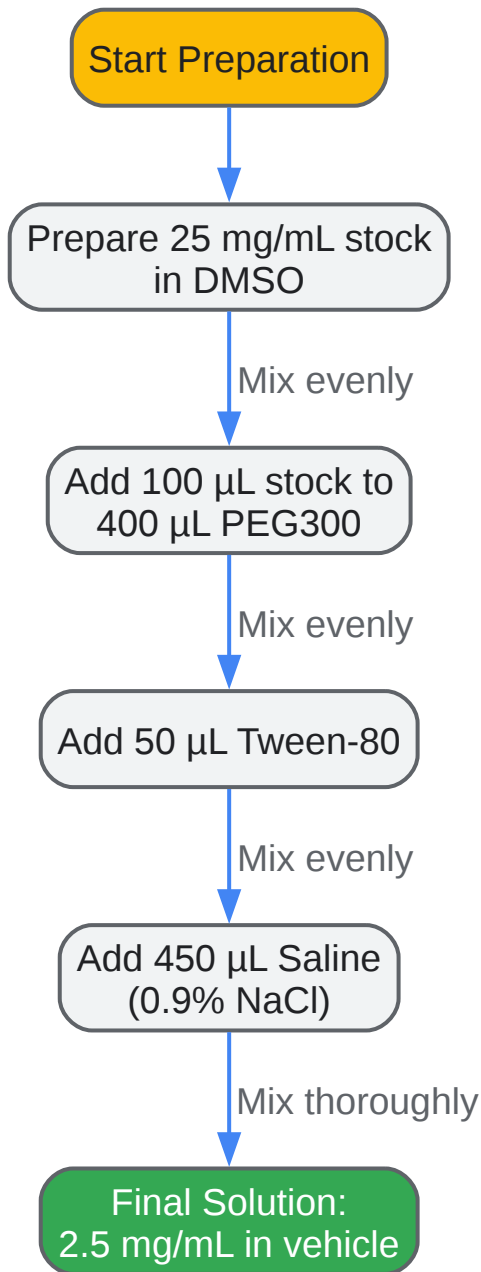 Start Preparation
Prepare 25 mg/mL stock
in DMSO
Mix evenly
Add 100 µL stock to
400 µL PEG300
Mix evenly
Add 50 µL Tween-80
Mix evenly
Add 450 µL Saline
(0.9% NaCl)
Mix thoroughly
Final Solution:
2.5 mg/mL in vehicle